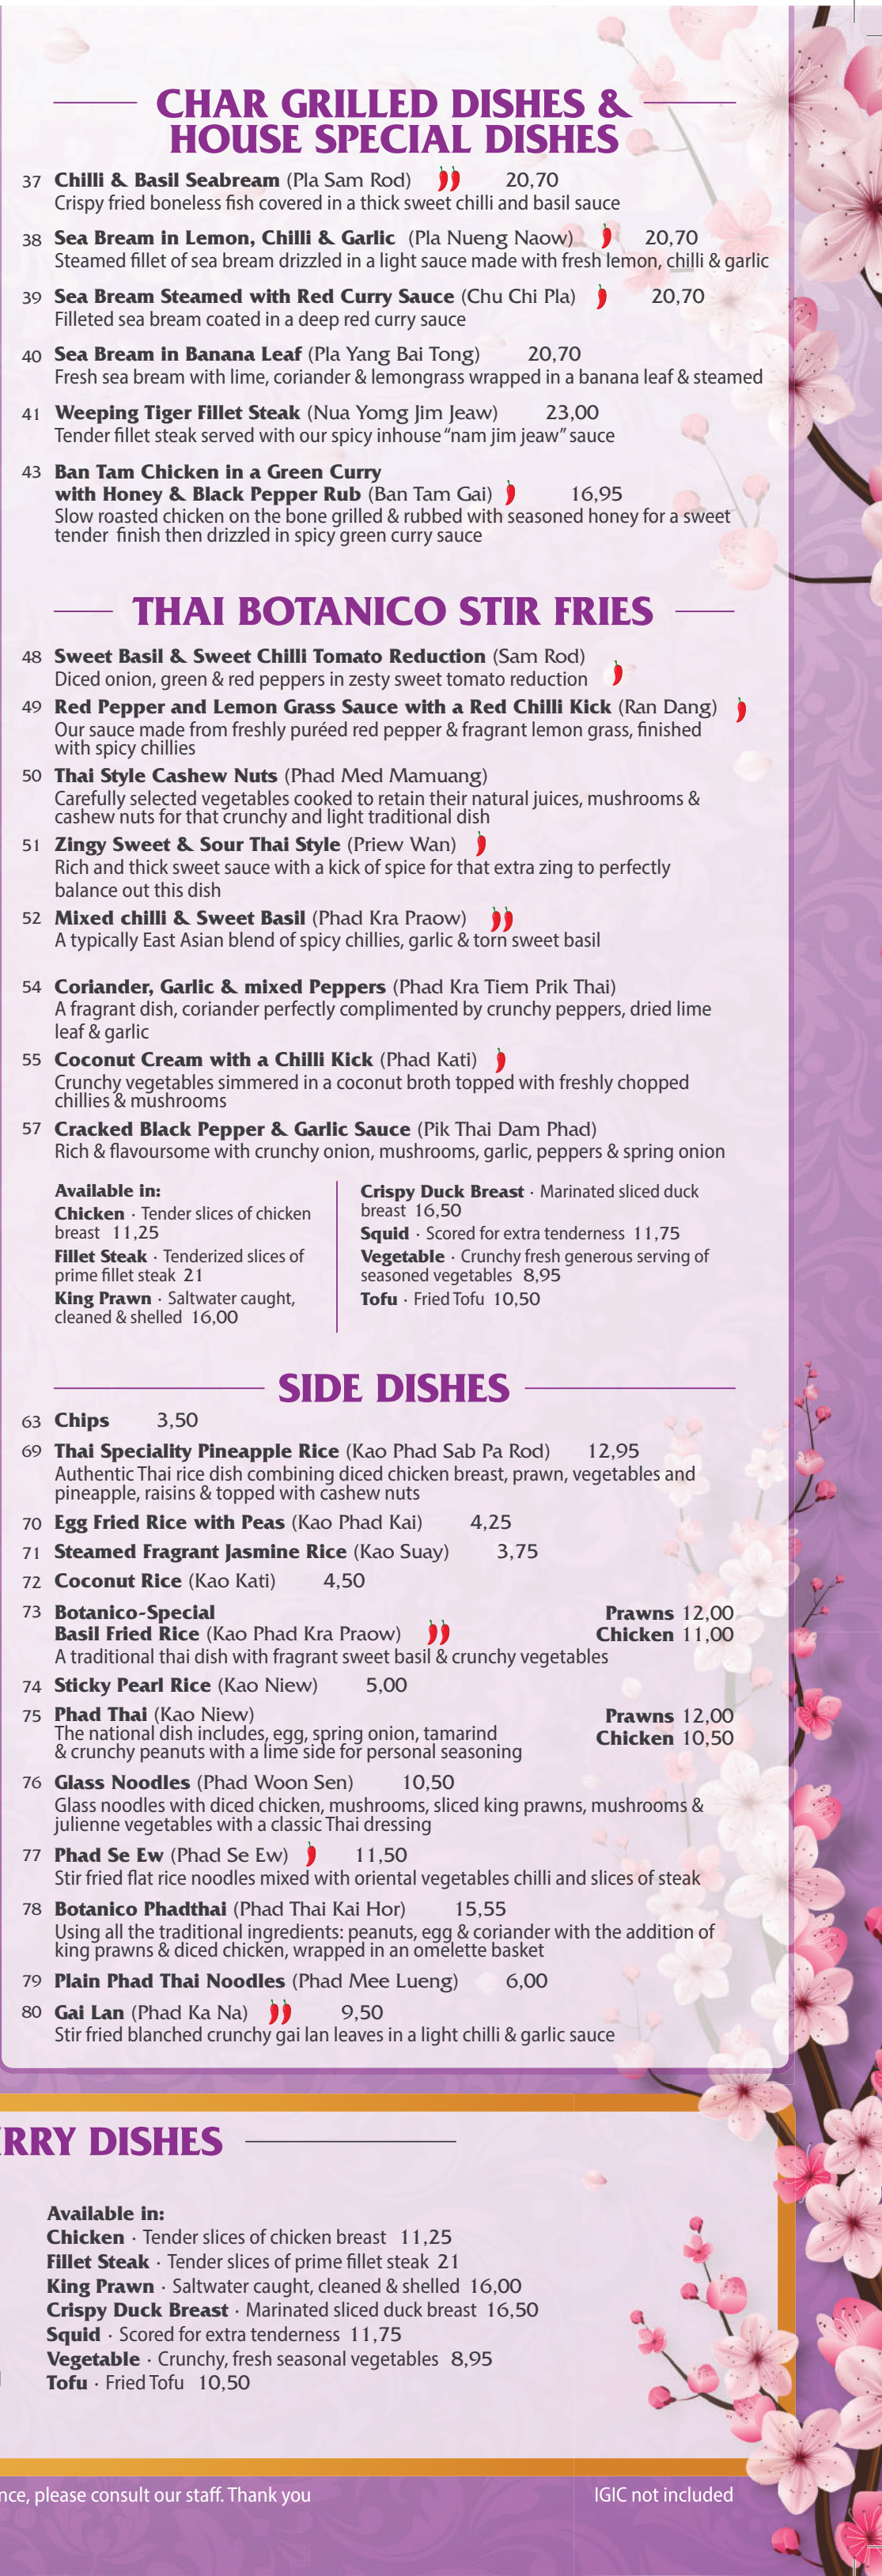 CHAR GRILLED DISHES &
HOUSE SPECIAL DISHES
37 Chilli & Basil Seabream (Pla Sam Rod) 20,70
Crispy fried boneless fish covered in a thick sweet chilli and basil sauce
38 Sea Bream in Lemon, Chilli & Garlic (Pla Nueng Naow) 20,70
Steamed fillet of sea bream drizzled in a light sauce made with fresh lemon, chilli & garlic
39 Sea Bream Steamed with Red Curry Sauce (Chu Chi Pla) 20,70
Filleted sea bream coated in a deep red curry sauce
40 Sea Bream in Banana Leaf (Pla Yang Bai Tong) 20,70
Fresh sea bream with lime, coriander & lemongrass wrapped in a banana leaf & steamed
41 Weeping Tiger Fillet Steak (Nua Yomg Jim Jeaw) 23,00
Tender fillet steak served with our spicy inhouse “nam jim jeaw” sauce
43 Ban Tam Chicken in a Green Curry
with Honey & Black Pepper Rub (Ban Tam Gai) 16,95
Slow roasted chicken on the bone grilled & rubbed with seasoned honey for a sweet
tender finish then drizzled in spicy green curry sauce
THAI BOTANICO STIR FRIES
48 Sweet Basil & Sweet Chilli Tomato Reduction (Sam Rod)
Diced onion, green & red peppers in zesty sweet tomato reduction
49 Red Pepper and Lemon Grass Sauce with a Red Chilli Kick (Ran Dang)
Our sauce made from freshly puréed red pepper & fragrant lemon grass, finished
with spicy chillies
50 Thai Style Cashew Nuts (Phad Med Mamuang)
Carefully selected vegetables cooked to retain their natural juices, mushrooms &
cashew nuts for that crunchy and light traditional dish
51 Zingy Sweet & Sour Thai Style (Priew Wan)
Rich and thick sweet sauce with a kick of spice for that extra zing to perfectly
balance out this dish
52 Mixed chilli & Sweet Basil (Phad Kra Praow)
A typically East Asian blend of spicy chillies, garlic & torn sweet basil
54 Coriander, Garlic & mixed Peppers (Phad Kra Tiem Prik Thai)
A fragrant dish, coriander perfectly complimented by crunchy peppers, dried lime
leaf & garlic
55 Coconut Cream with a Chilli Kick (Phad Kati)
Crunchy vegetables simmered in a coconut broth topped with freshly chopped
chillies & mushrooms
57 Cracked Black Pepper & Garlic Sauce (Pik Thai Dam Phad)
Rich & flavoursome with crunchy onion, mushrooms, garlic, peppers & spring onion
Available in:
Chicken · Tender slices of chicken
breast 11,25
Fillet Steak · Tenderized slices of
prime fillet steak 21
King Prawn · Saltwater caught,
cleaned & shelled 16,00
Crispy Duck Breast · Marinated sliced duck
breast 16,50
Squid · Scored for extra tenderness 11,75
Vegetable · Crunchy fresh generous serving of
seasoned vegetables 8,95
Tofu · Fried Tofu 10,50
SIDE DISHES
63 Chips 3,50
69 Thai Speciality Pineapple Rice (Kao Phad Sab Pa Rod) 12,95
Authentic Thai rice dish combining diced chicken breast, prawn, vegetables and
pineapple, raisins & topped with cashew nuts
70 Egg Fried Rice with Peas (Kao Phad Kai) 4,25
71 Steamed Fragrant Jasmine Rice (Kao Suay) 3,75
72 Coconut Rice (Kao Kati) 4,50
73 Botanico-Special Prawns 12,00
Basil Fried Rice (Kao Phad Kra Praow) Chicken 11,00
A traditional thai dish with fragrant sweet basil & crunchy vegetables
74 Sticky Pearl Rice (Kao Niew) 5,00
75 Phad Thai (Kao Niew) Prawns 12,00
The national dish includes, egg, spring onion, tamarind Chicken 10,50
& crunchy peanuts with a lime side for personal seasoning
76 Glass Noodles (Phad Woon Sen) 10,50
Glass noodles with diced chicken, mushrooms, sliced king prawns, mushrooms &
julienne vegetables with a classic Thai dressing
77 Phad Se Ew (Phad Se Ew) 11,50
Stir fried flat rice noodles mixed with oriental vegetables chilli and slices of steak
78 Botanico Phadthai (Phad Thai Kai Hor) 15,55
Using all the traditional ingredients: peanuts, egg & coriander with the addition of
king prawns & diced chicken, wrapped in an omelette basket
79 Plain Phad Thai Noodles (Phad Mee Lueng) 6,00
80 Gai Lan (Phad Ka Na) 9,50
Stir fried blanched crunchy gai lan leaves in a light chilli & garlic sauce
RRY DISHES
Available in:
Chicken · Tender slices of chicken breast 11,25
Fillet Steak · Tender slices of prime fillet steak 21
King Prawn · Saltwater caught, cleaned & shelled 16,00
Crispy Duck Breast · Marinated sliced duck breast 16,50
Squid · Scored for extra tenderness 11,75
Vegetable · Crunchy, fresh seasonal vegetables 8,95
Tofu · Fried Tofu 10,50
nce, please consult our staff. Thank you IGIC not included